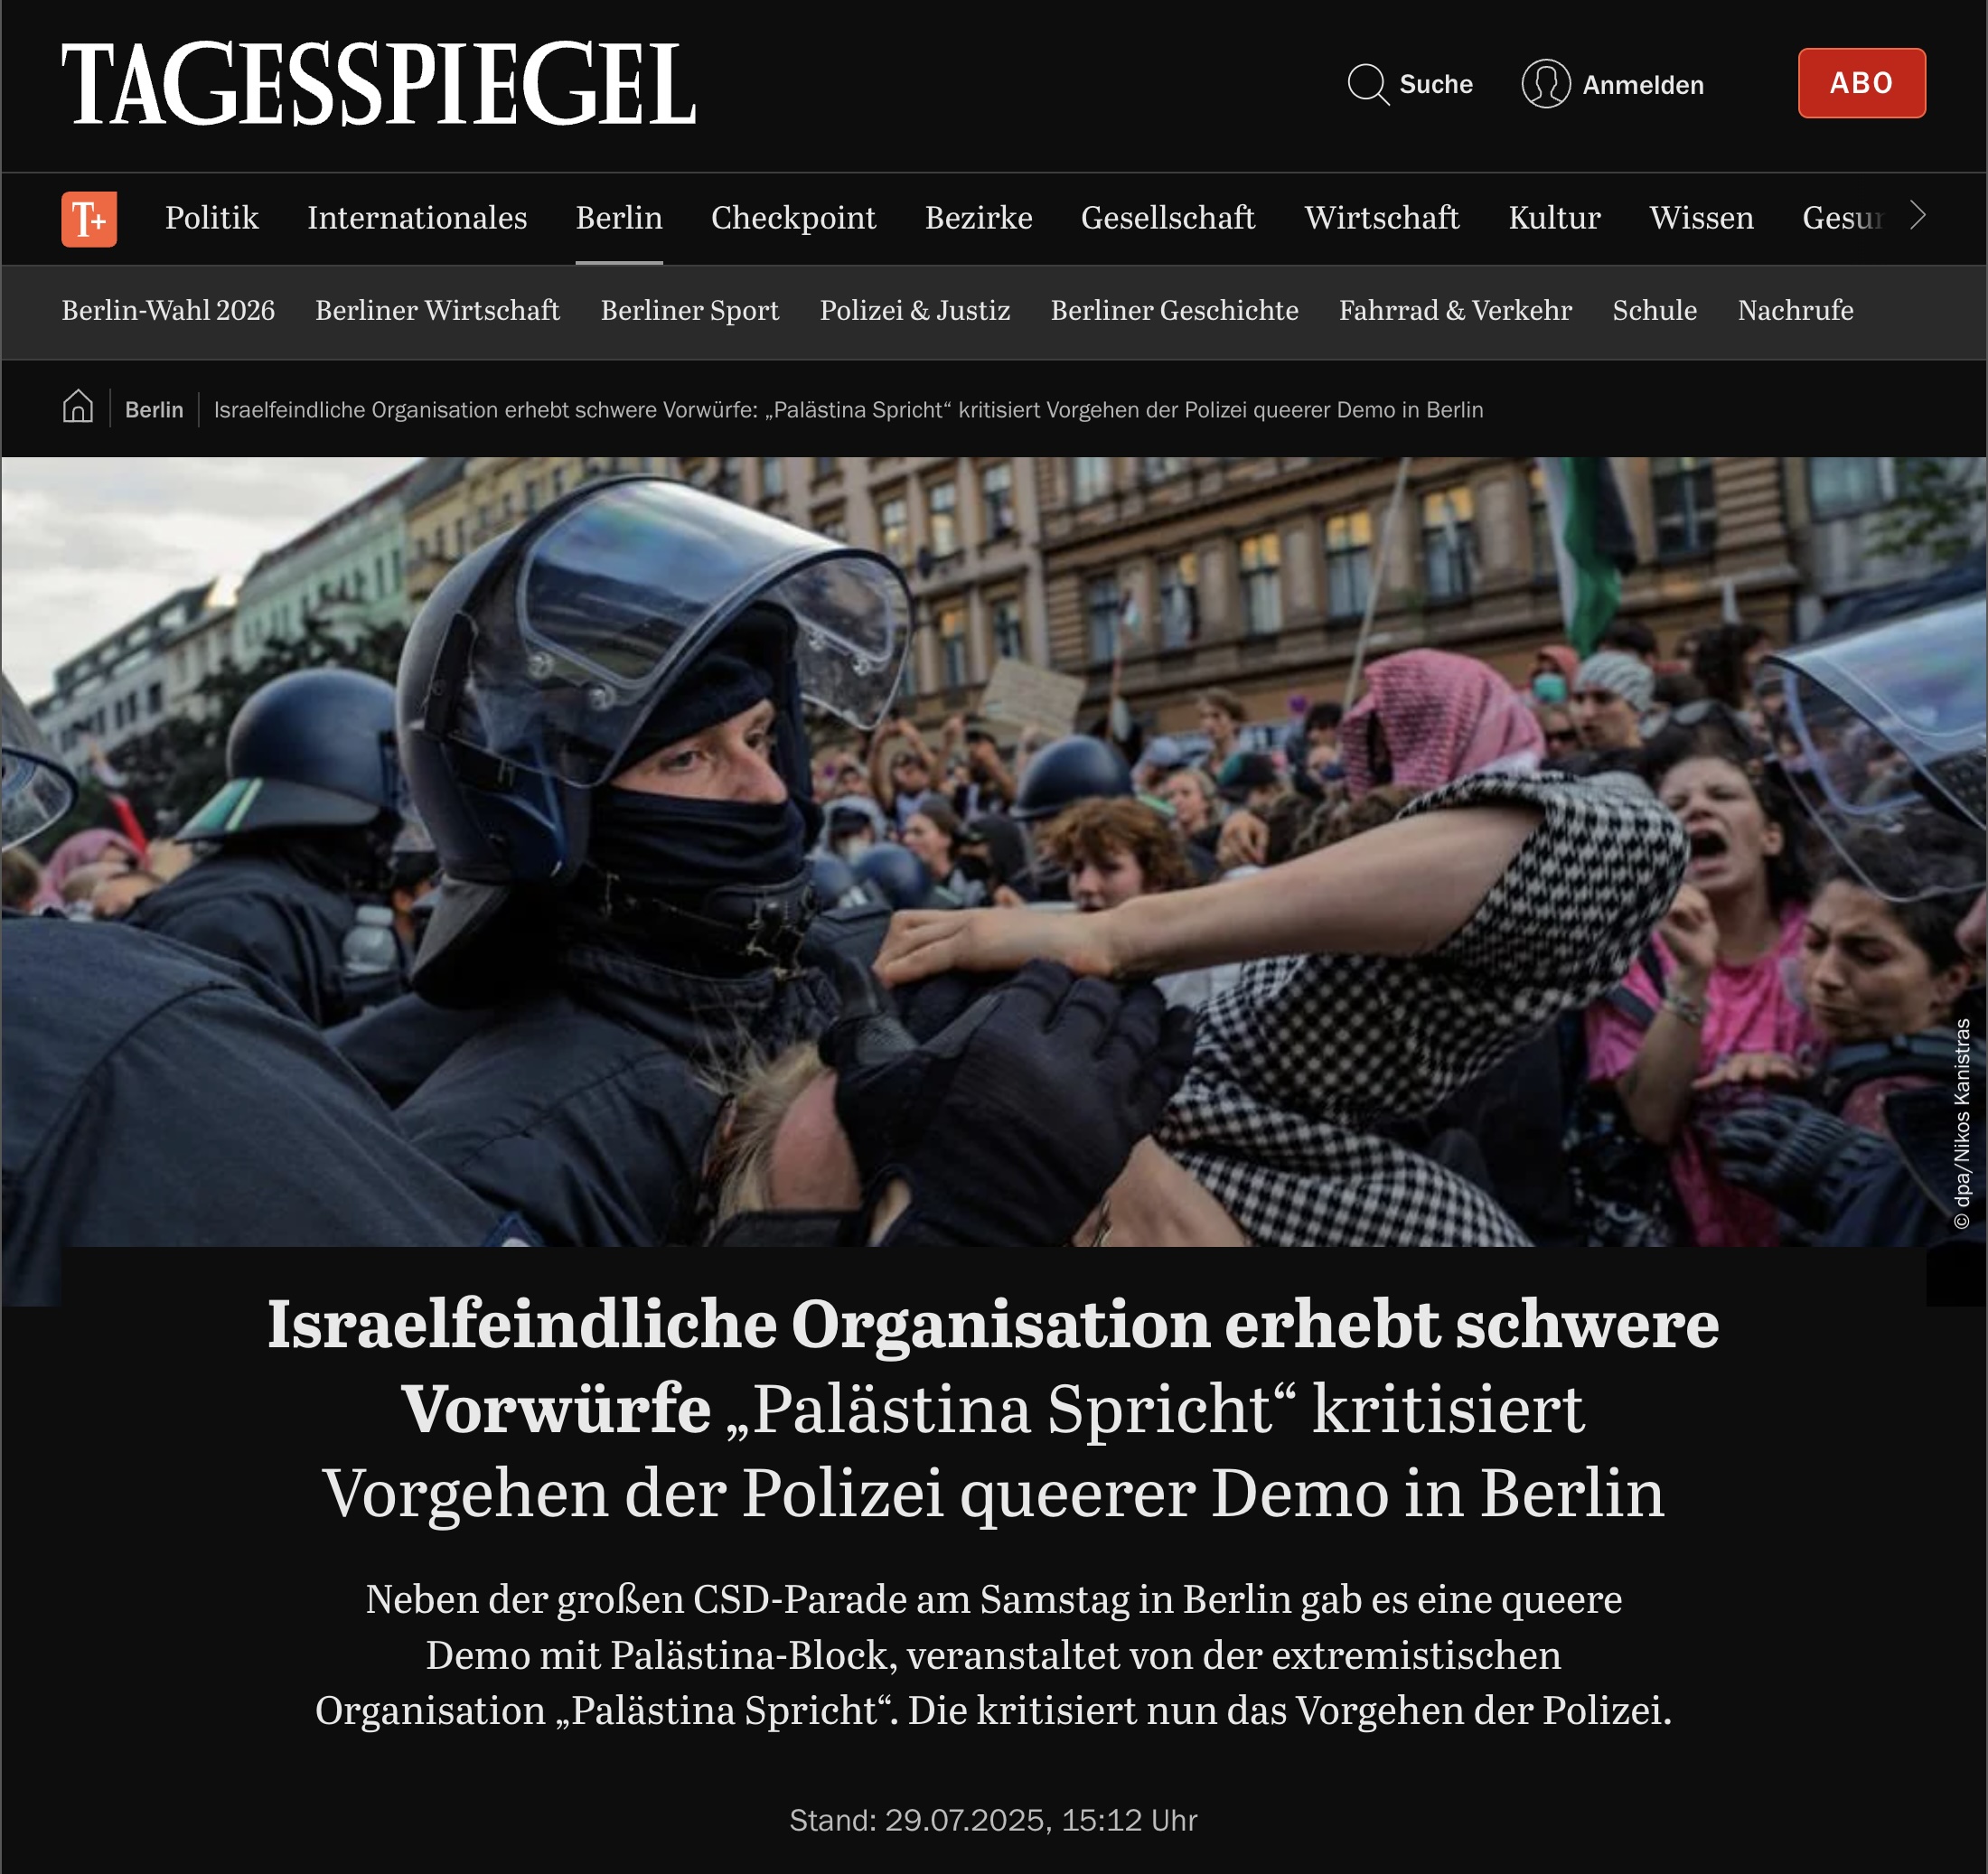 TAGESSPIEGEL
Suche
Anmelden
ABO
T+
Politik
Internationales
Berlin
Checkpoint
Bezirke
Gesellschaft
Wirtschaft
Kultur
Wissen
Gesun
Berlin-Wahl 2026
Berliner Wirtschaft
Berliner Sport
Polizei & Justiz
Berliner Geschichte
Fahrrad & Verkehr
Schule
Nachrufe
Berlin
Israelfeindliche Organisation erhebt schwere Vorwürfe: „Palästina Spricht“ kritisiert Vorgehen der Polizei queerer Demo in Berlin
© dpa/Nikos Kanistras
Israelfeindliche Organisation erhebt schwere
Vorwürfe „Palästina Spricht“ kritisiert
Vorgehen der Polizei queerer Demo in Berlin
Neben der großen CSD-Parade am Samstag in Berlin gab es eine queere
Demo mit Palästina-Block, veranstaltet von der extremistischen
Organisation „Palästina Spricht“. Die kritisiert nun das Vorgehen der Polizei.
Stand: 29.07.2025, 15:12 Uhr